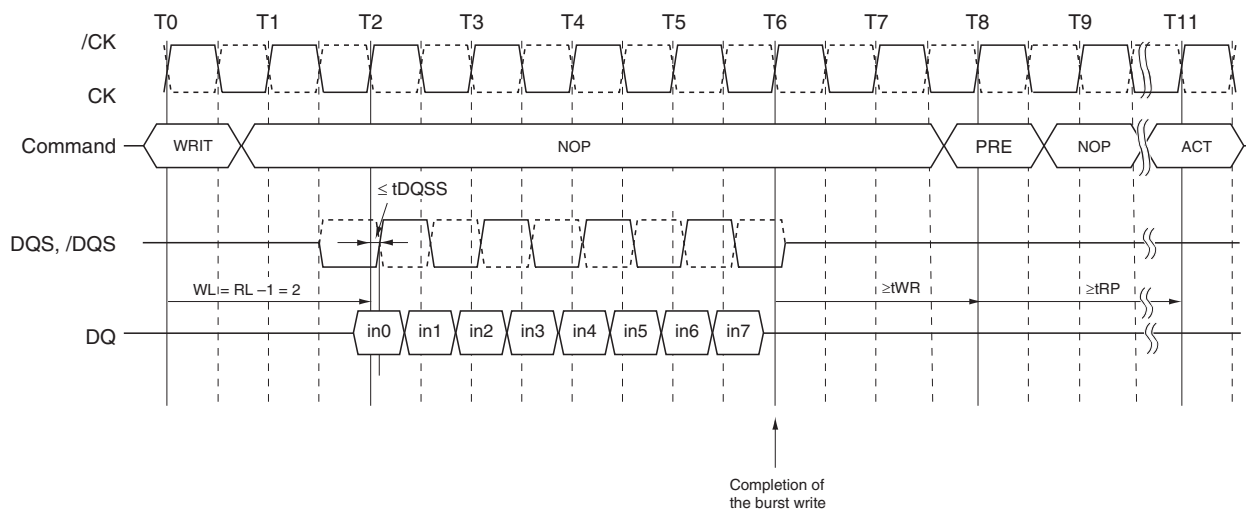 T0 T1 T2 T3 T4 T5 T6 T7 T8 T9 T11
/CK
CK
Command WRIT NOP PRE NOP ACT
≤ tDQSS
DQS, /DQS
WL = RL −1 = 2 ≥tWR ≥tRP
DQ in0 in1 in2 in3 in4 in5 in6 in7
Completion of
the burst write